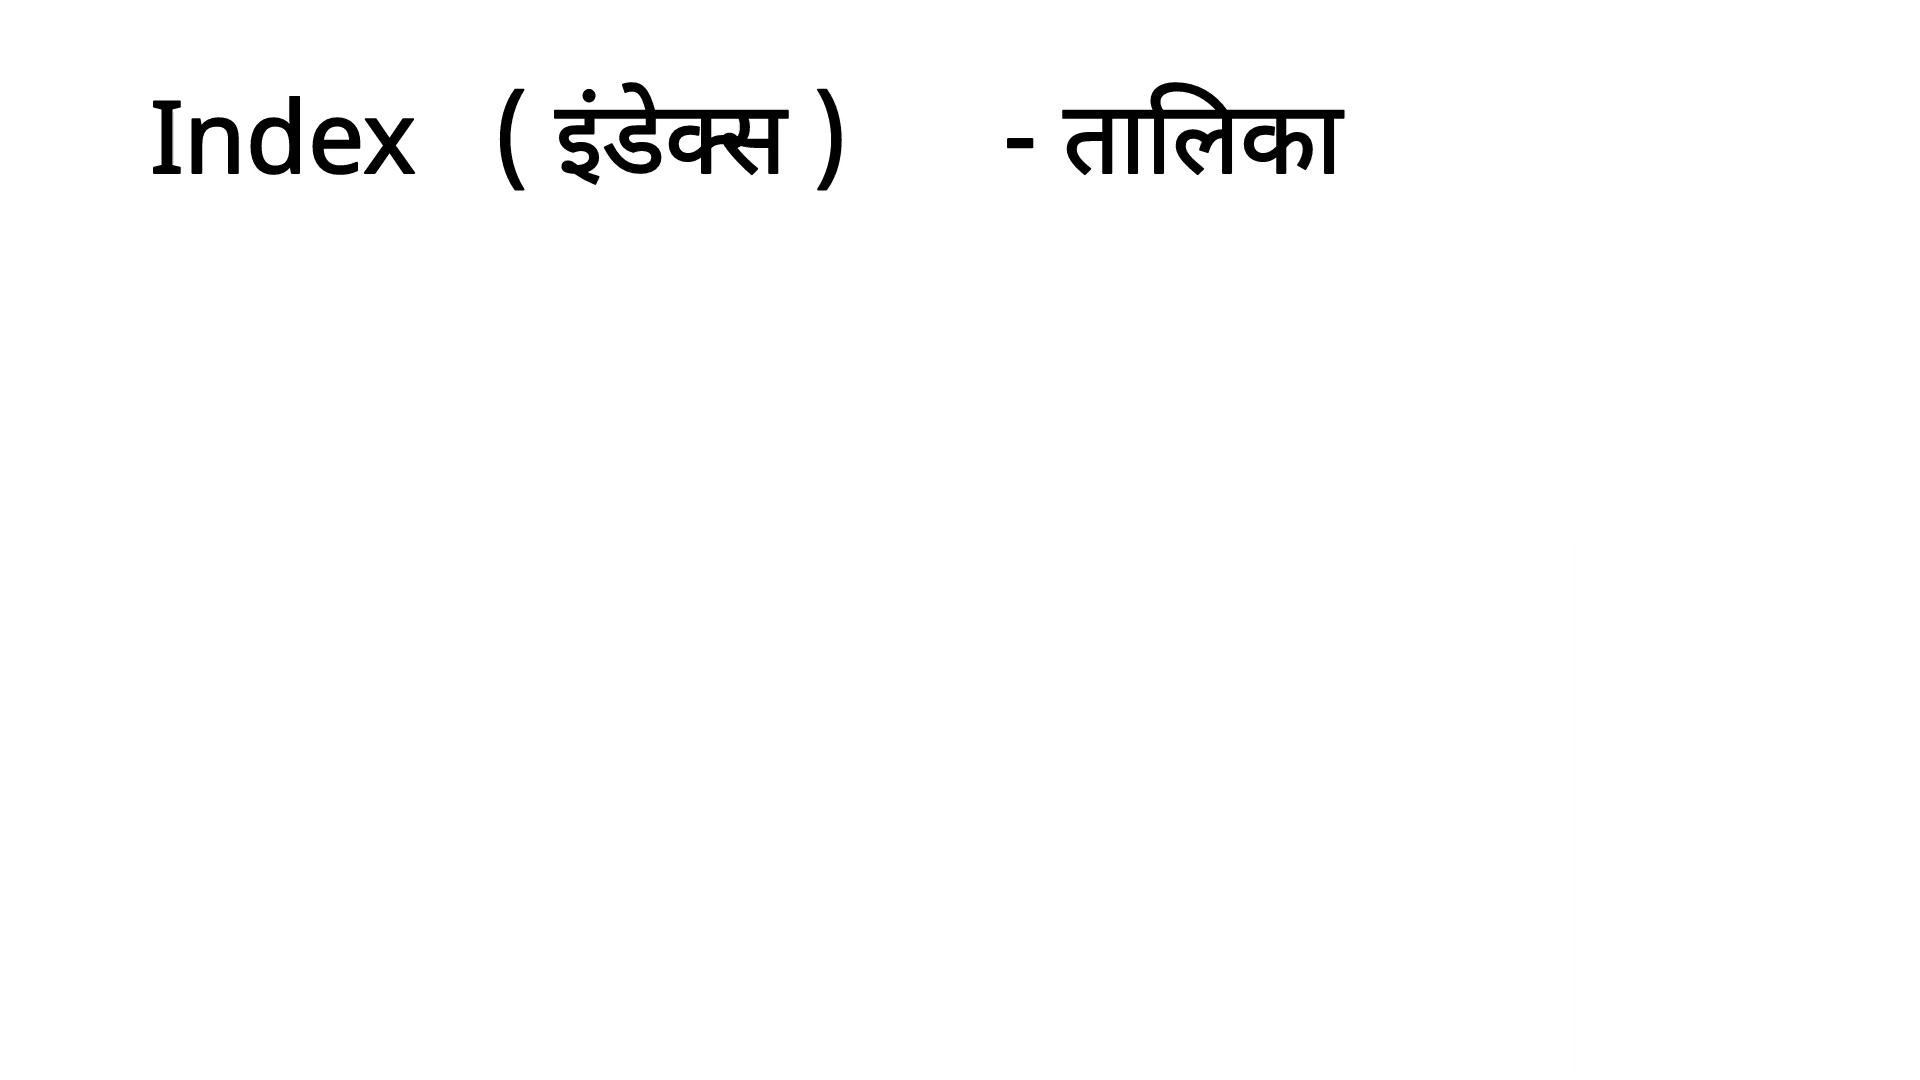 Index ( इंडेक्स ) - तालिका